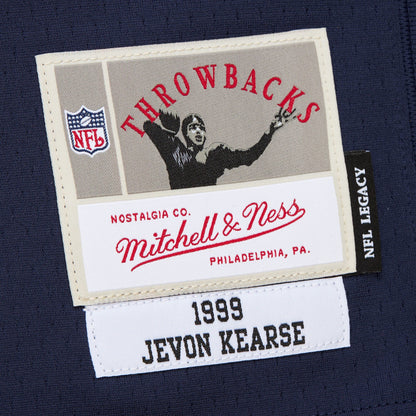 THROWBACKS
NFL
NOSTALGIA CO.
Mitchell & Ness
PHILADELPHIA, PA.
NFL LEGACY
1999
JEVON KEARSE